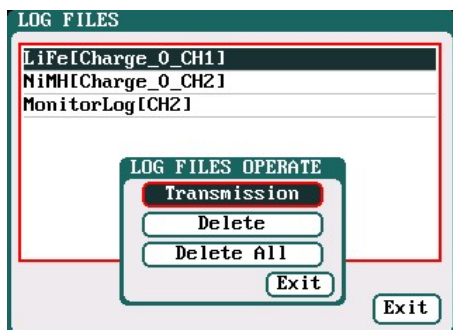 LOG FILES
LiFe[Charge_0_CH1]
NiMH[Charge_0_CH2]
MonitorLog[CH2]
LOG FILES OPERATE
Transmission
Delete
Delete All
Exit
Exit